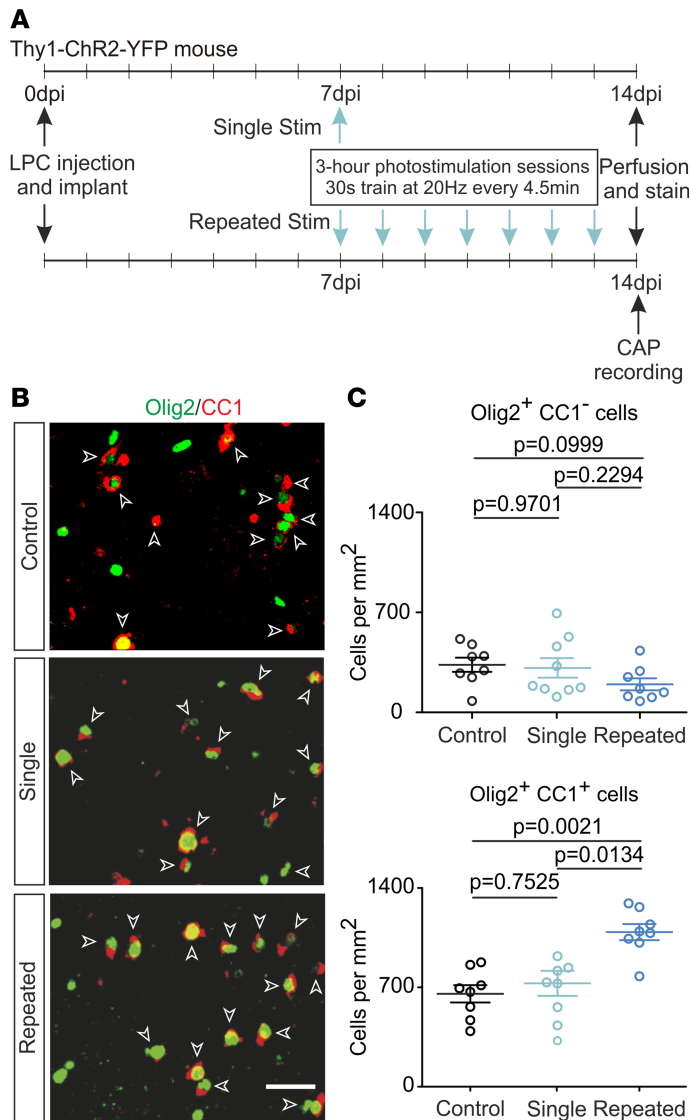 A
Thy1-ChR2-YFP mouse
0dpi 7dpi 14dpi
Single Stim
LPC injection
and implant
3-hour photostimulation sessions
30s train at 20Hz every 4.5min
Perfusion
and stain
Repeated Stim
7dpi 14dpi
CAP
recording
B
Olig2/CC1
Control
Single
Repeated
C
Olig2+ CC1- cells
p=0.0999
p=0.2294
p=0.9701
1400
700
0
Cells per mm2
Control Single Repeated
Olig2+ CC1+ cells
p=0.0021
p=0.0134
p=0.7525
1400
700
0
Cells per mm2
Control Single Repeated